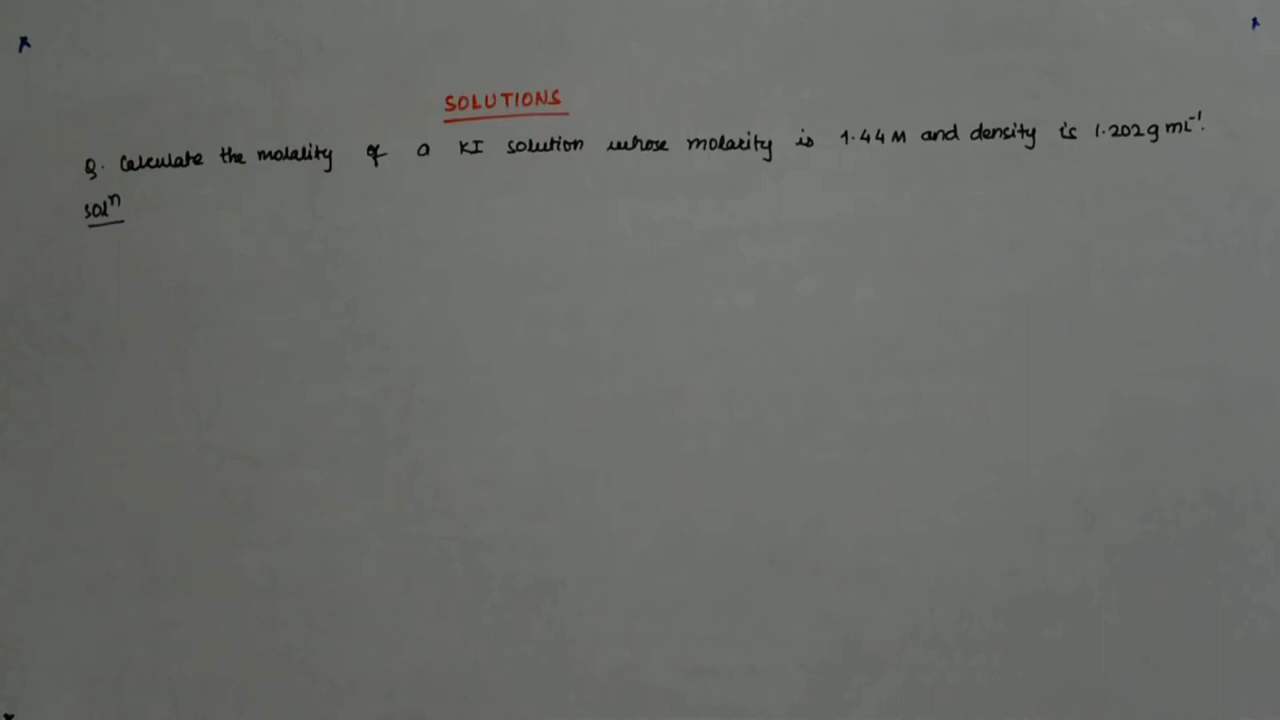 SOLUTIONS
Q. Calculate the molality of a KI solution whose molarity is 1.44 M and density is 1.202 g mL⁻¹.
Solⁿ